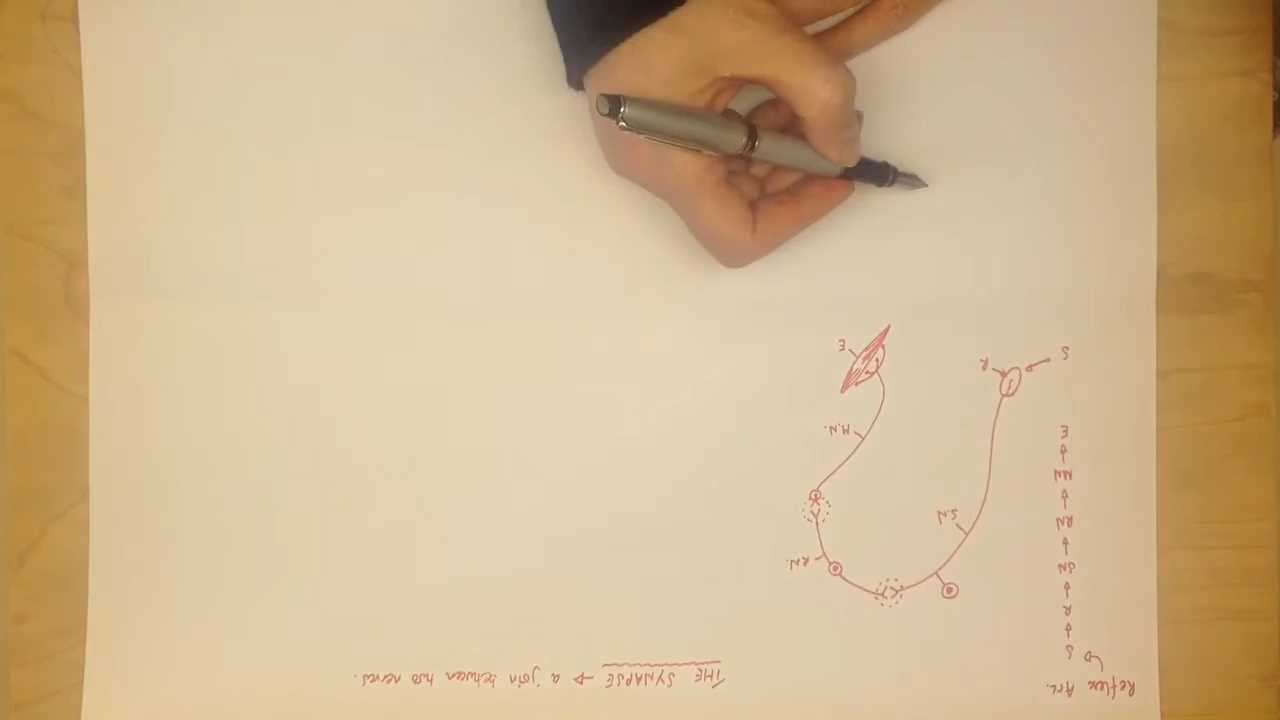 Reflex Arc.
THE SYNAPSE → a join between two nerves.
S
↓
R
↓
SN
↓
RN
↓
MN
↓
E
R.N.
S.N
M.N.
S
R
E